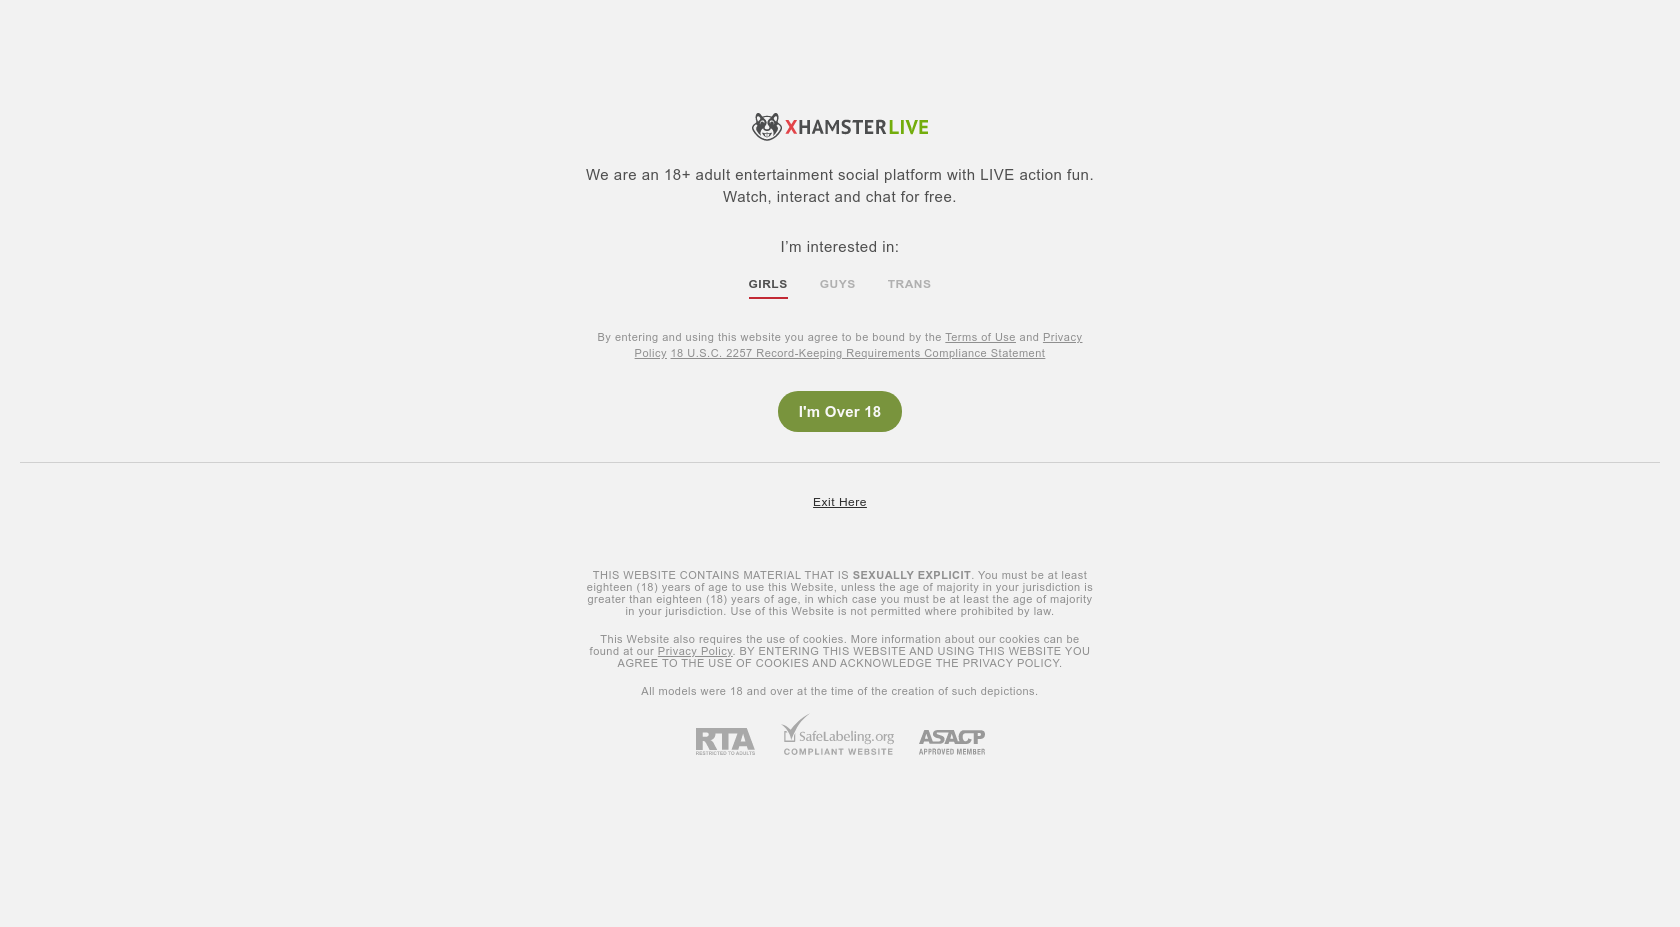 XHAMSTERLIVE
We are an 18+ adult entertainment social platform with LIVE action fun.
Watch, interact and chat for free.
I'm interested in:
GIRLS GUYS TRANS
By entering and using this website you agree to be bound by the Terms of Use and Privacy
Policy 18 U.S.C. 2257 Record-Keeping Requirements Compliance Statement
I'm Over 18
Exit Here
THIS WEBSITE CONTAINS MATERIAL THAT IS SEXUALLY EXPLICIT. You must be at least
eighteen (18) years of age to use this Website, unless the age of majority in your jurisdiction is
greater than eighteen (18) years of age, in which case you must be at least the age of majority
in your jurisdiction. Use of this Website is not permitted where prohibited by law.
This Website also requires the use of cookies. More information about our cookies can be
found at our Privacy Policy. BY ENTERING THIS WEBSITE AND USING THIS WEBSITE YOU
AGREE TO THE USE OF COOKIES AND ACKNOWLEDGE THE PRIVACY POLICY.
All models were 18 and over at the time of the creation of such depictions.
RTA SafeLabeling.org ASACP
RESTRICTED TO ADULTS COMPLIANT WEBSITE APPROVED MEMBER